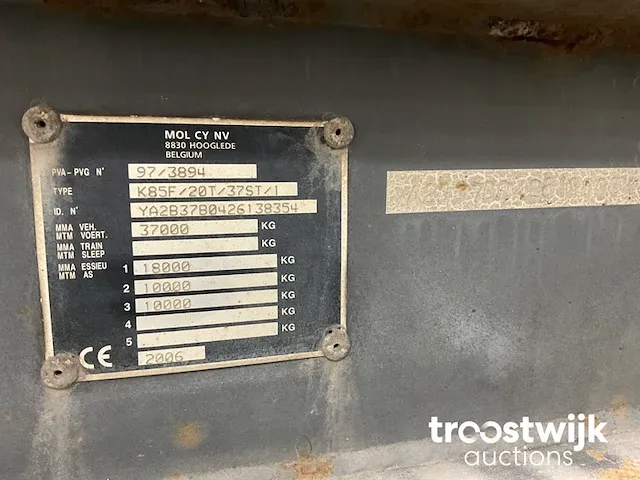 MOL CY NV
8830 HOOGLEDE
BELGIUM
PVA-PVG N° 97/3894
TYPE K85F/20T/37ST/1
ID. N° YA2B37B0426138354
MMA VEH. MTM VOERT. 37000 KG
MMA TRAIN MTM SLEEP KG
MMA ESSIEU MTM AS 1 18000 KG
2 10000 KG
3 10000 KG
4 KG
5 KG
CE 2006
troostwijk
auctions